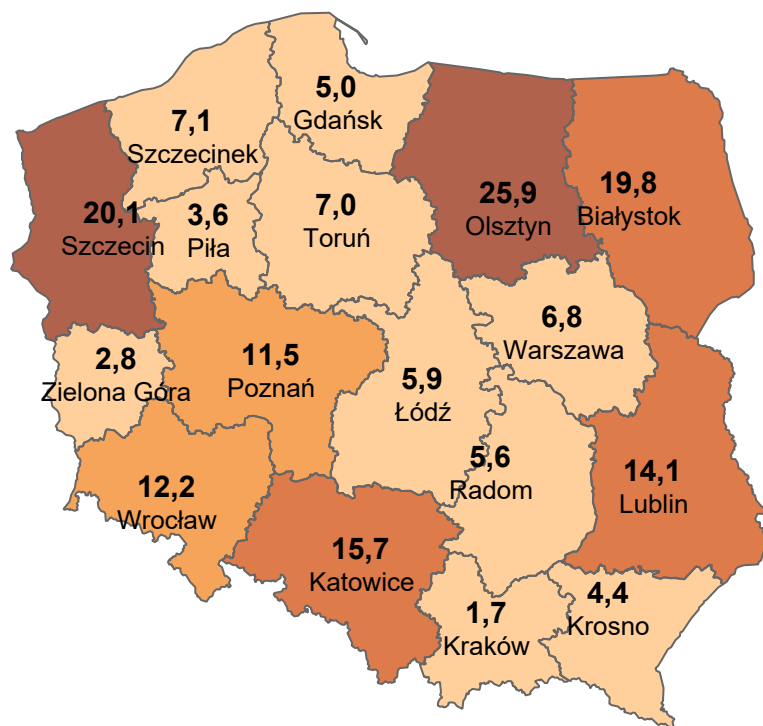 5,0
Gdańsk
7,1
Szczecinek
25,9
Olsztyn
19,8
Białystok
20,1
Szczecin
3,6
Piła
7,0
Toruń
6,8
Warszawa
2,8
Zielona Góra
11,5
Poznań
5,9
Łódź
5,6
Radom
14,1
Lublin
12,2
Wrocław
15,7
Katowice
1,7
Kraków
4,4
Krosno